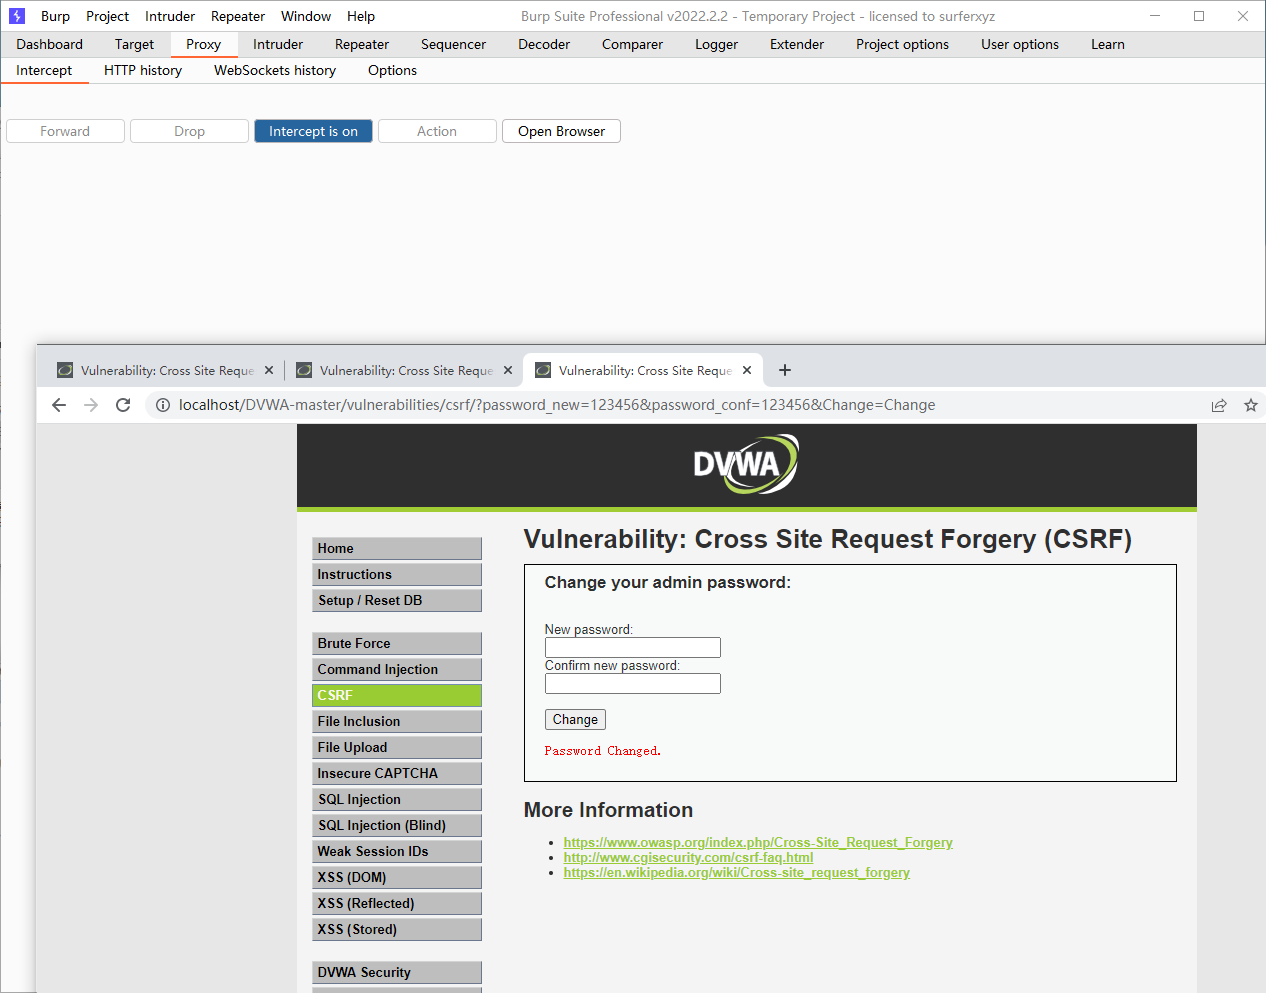 Burp Project Intruder Repeater Window Help Burp Suite Professional v2022.2.2 - Temporary Project - licensed to surferxyz
Dashboard Target Proxy Intruder Repeater Sequencer Decoder Comparer Logger Extender Project options User options Learn
Intercept HTTP history WebSockets history Options
Forward Drop Intercept is on Action Open Browser
Vulnerability: Cross Site Reque Vulnerability: Cross Site Reque Vulnerability: Cross Site Reque
localhost/DVWA-master/vulnerabilities/csrf/?password_new=123456&password_conf=123456&Change=Change
DVWA
Home
Instructions
Setup / Reset DB
Brute Force
Command Injection
CSRF
File Inclusion
File Upload
Insecure CAPTCHA
SQL Injection
SQL Injection (Blind)
Weak Session IDs
XSS (DOM)
XSS (Reflected)
XSS (Stored)
DVWA Security
Vulnerability: Cross Site Request Forgery (CSRF)
Change your admin password:
New password:
Confirm new password:
Change
Password Changed.
More Information
https://www.owasp.org/index.php/Cross-Site_Request_Forgery
http://www.cgisecurity.com/csrf-faq.html
https://en.wikipedia.org/wiki/Cross-site_request_forgery